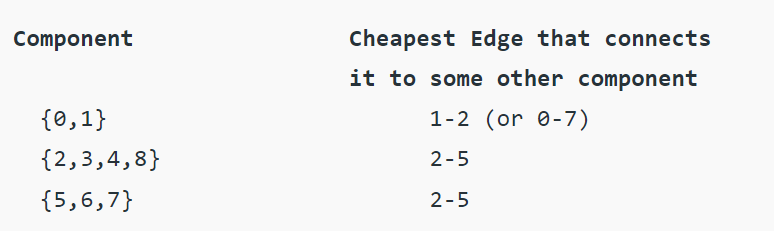 Component                Cheapest Edge that connects
                         it to some other component
  {0,1}                        1-2 (or 0-7)
  {2,3,4,8}                    2-5
  {5,6,7}                      2-5